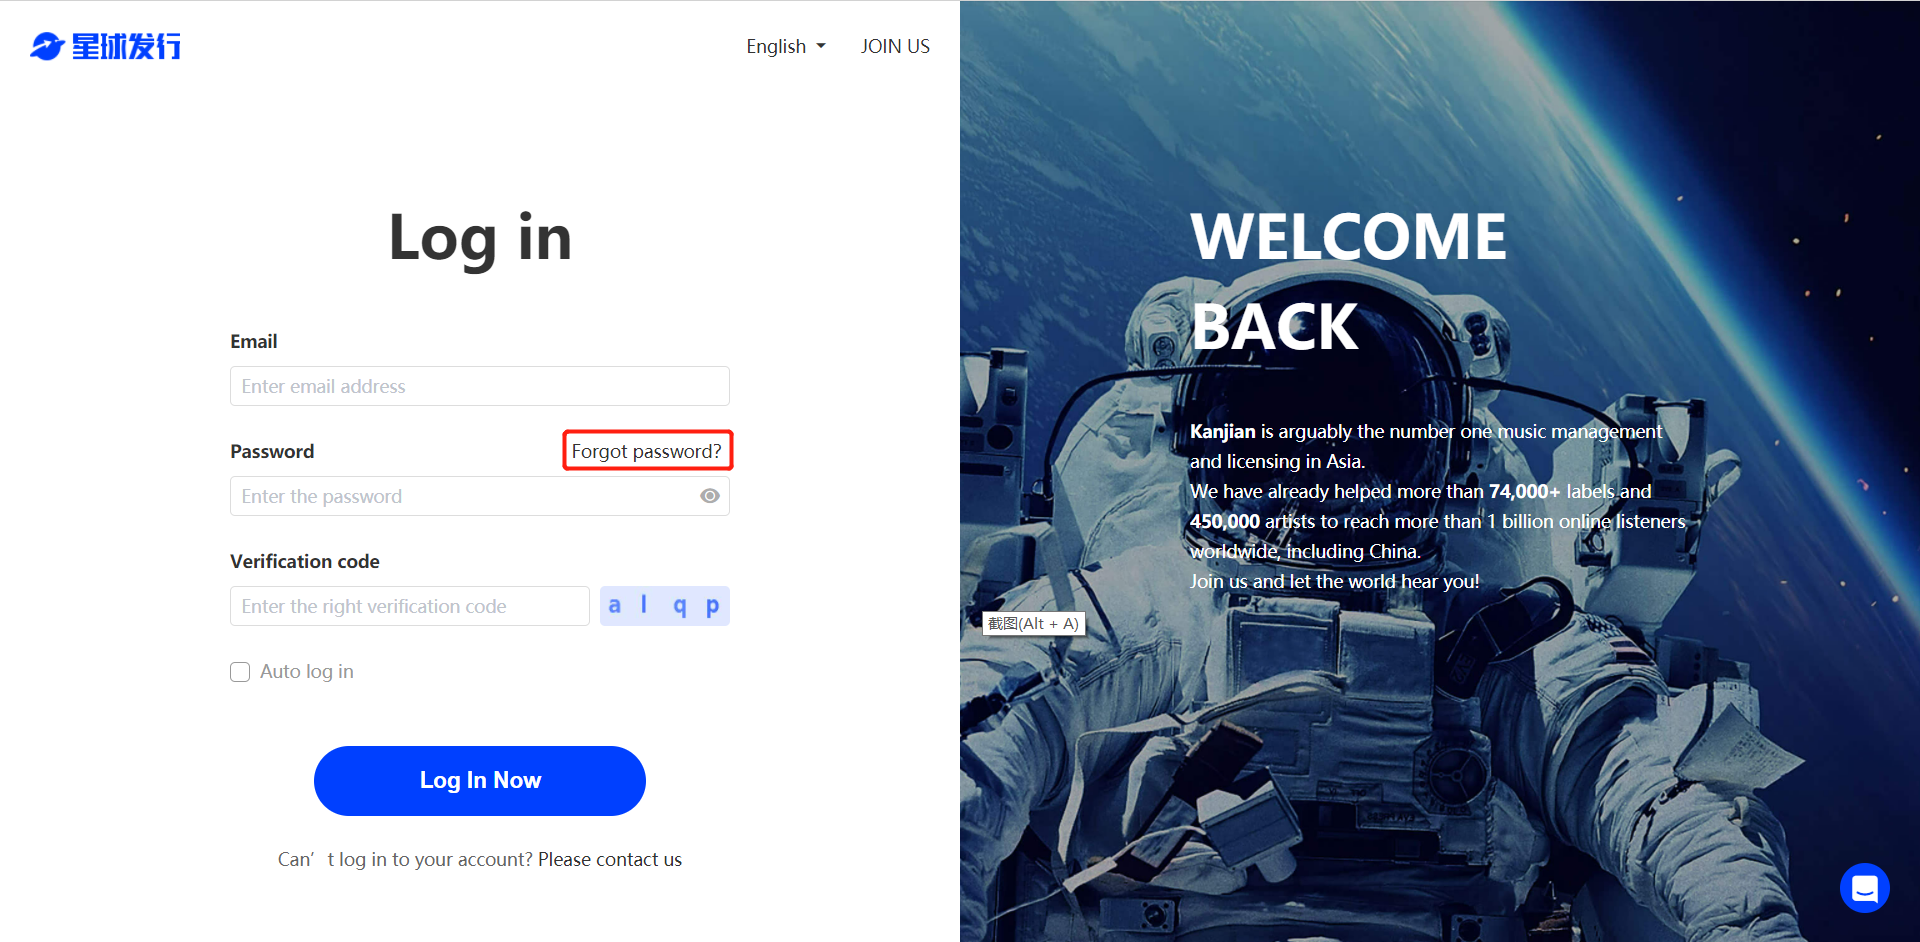 星球发行
English
JOIN US
Log in
Email
Enter email address
Password
Forgot password?
Enter the password
Verification code
Enter the right verification code
a l q p
Auto log in
Log In Now
Can’t log in to your account? Please contact us
WELCOME
BACK
Kanjian is arguably the number one music management
and licensing in Asia.
We have already helped more than 74,000+ labels and
450,000 artists to reach more than 1 billion online listeners
worldwide, including China.
Join us and let the world hear you!
截图(Alt + A)